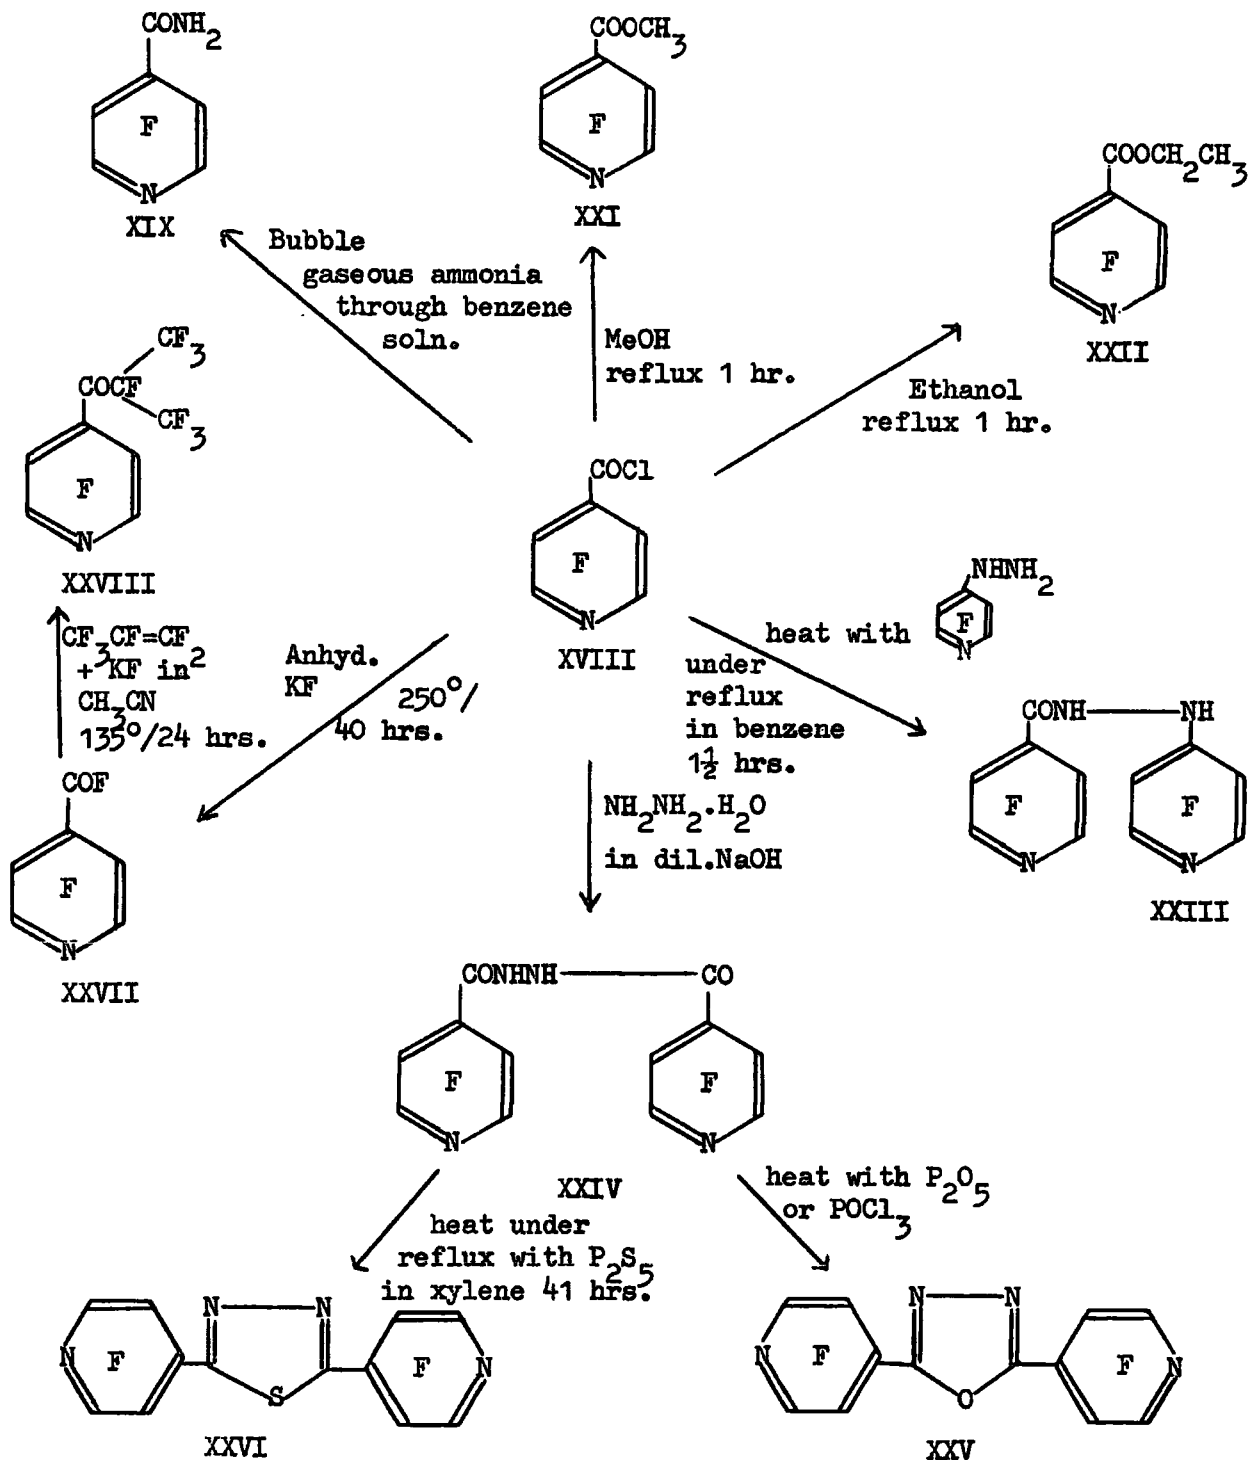 CONH2
F
N
XIX
COOCH3
F
N
XXI
COOCH2CH3
F
N
XXII
Bubble
gaseous ammonia
through benzene
soln.
MeOH
reflux 1 hr.
Ethanol
reflux 1 hr.
CF3
COCF
CF3
F
N
XXVIII
COCl
F
N
XVIII
CF3CF=CF2
+ KF in
CH3CN
135°/24 hrs.
Anhyd.
KF
250°/
40 hrs.
heat with
NHNH2
F
N
under
reflux
in benzene
1½ hrs.
COF
F
N
XXVII
NH2NH2.H2O
in dil.NaOH
CONH NH
F
N
F
N
XXIII
CONHNH CO
F
N
F
N
XXIV
heat under
reflux with P2S5
in xylene 41 hrs.
heat with P2O5
or POCl3
N N
N F
S
F N
XXVI
N N
N F
O
F N
XXV